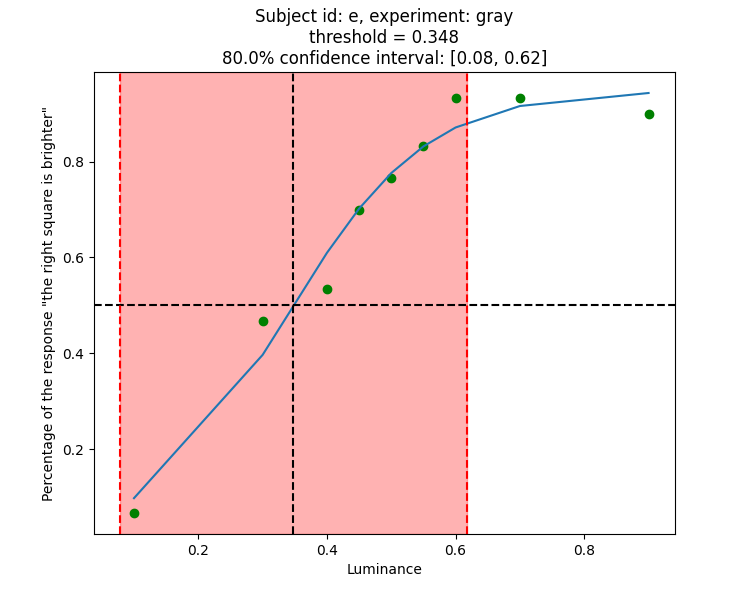 Subject id: e, experiment: gray
threshold = 0.348
80.0% confidence interval: [0.08, 0.62]
Percentage of the response "the right square is brighter"
0.8
0.6
0.4
0.2
0.2 0.4 0.6 0.8
Luminance